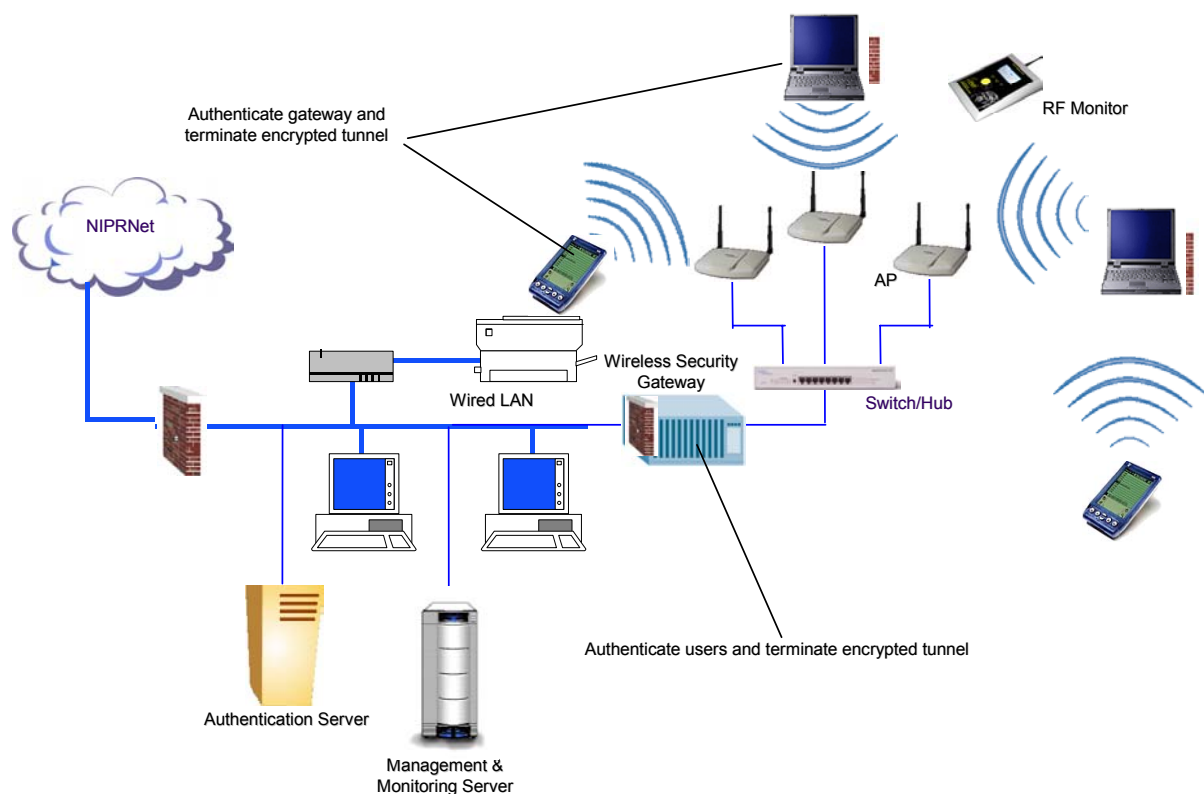 Authenticate gateway and
terminate encrypted tunnel
RF Monitor
NIPRNet
AP
Wireless Security
Gateway
Wired LAN
Switch/Hub
Authenticate users and terminate encrypted tunnel
Authentication Server
Management &
Monitoring Server